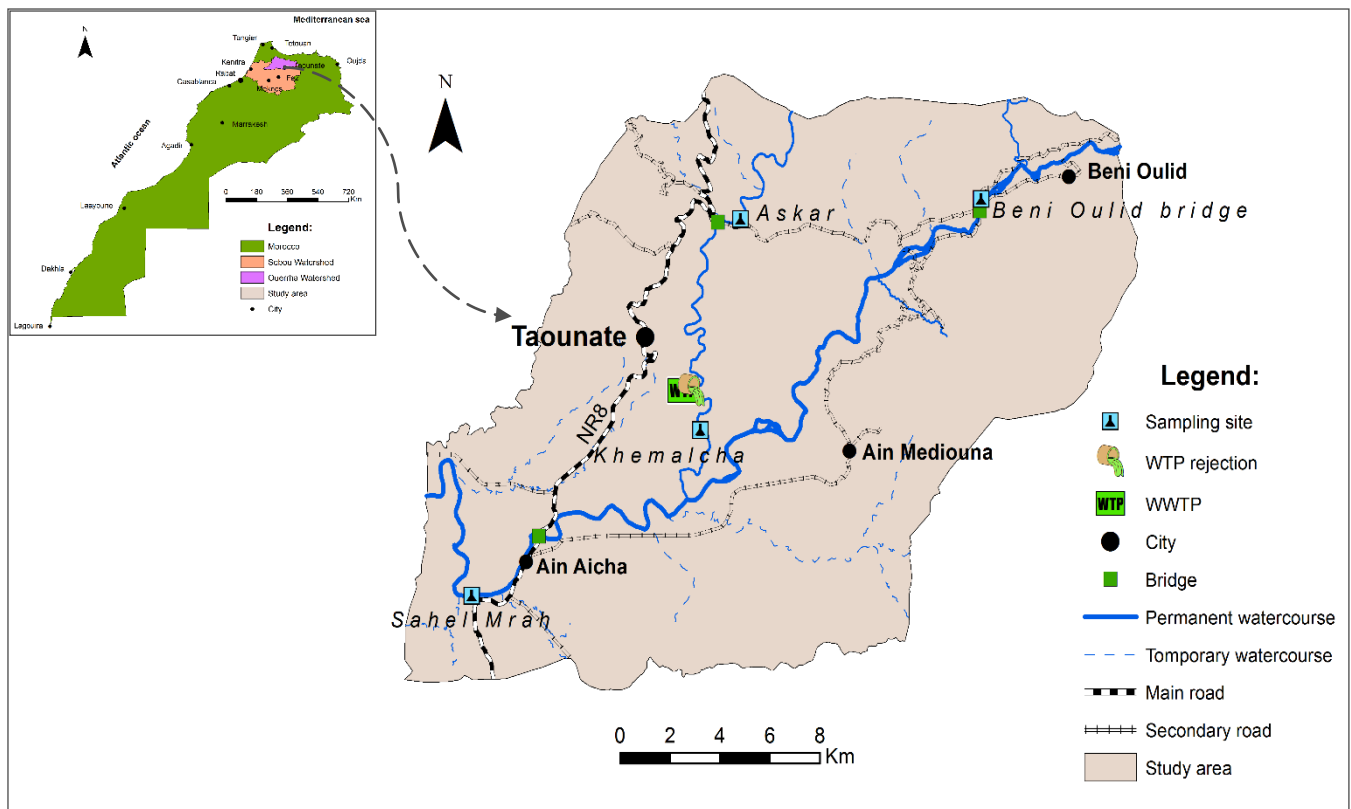 Mediterranean sea
N
Tangier
Tetouan
Kenitra
Taounate
Oujda
Rabat
Fez
Casablanca
Meknes
Marrakesh
Atlantic ocean
Agadir
0 180 360 540 720
Km
Laayouno
Legend:
Morocco
Sebou Watershed
Ouerrha Watershed
Study area
City
Dakhla
Lagouira
N
Beni Oulid
Askar
Beni Oulid bridge
Taounate
WTP
NR8
Khemalcha
Ain Mediouna
Ain Aicha
Sahel Mrah
0 2 4 6 8
Km
Legend:
Sampling site
WTP rejection
WTP
WWTP
City
Bridge
Permanent watercourse
Tomporary watercourse
Main road
Secondary road
Study area